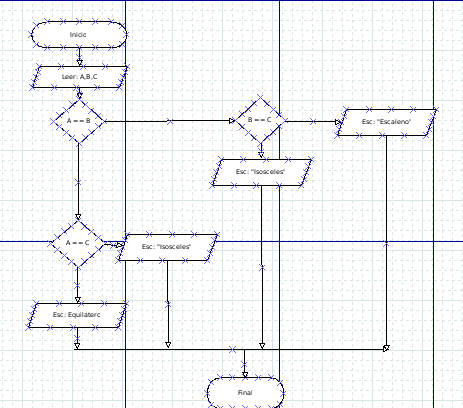 Inicio
Leer: A,B,C
A == B
B == C
Esc: "Escaleno"
Esc: "Isosceles"
A == C
Esc: "Isosceles"
Esc: Equilatero
Final